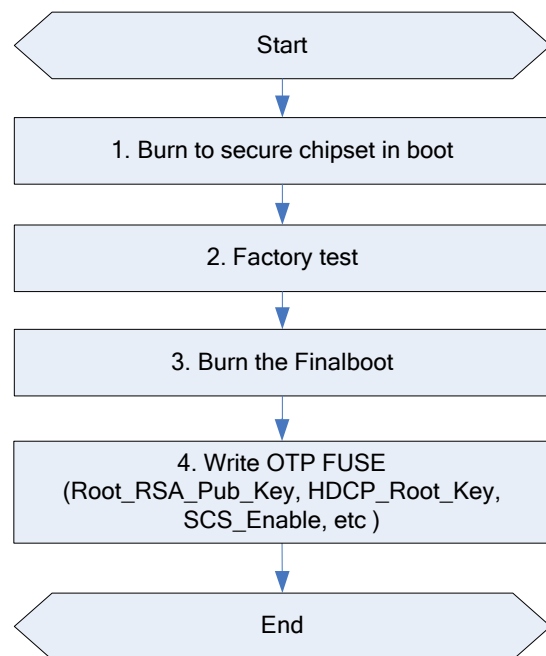 Start
1. Burn to secure chipset in boot
2. Factory test
3. Burn the Finalboot
4. Write OTP FUSE
(Root_RSA_Pub_Key, HDCP_Root_Key,
SCS_Enable, etc )
End